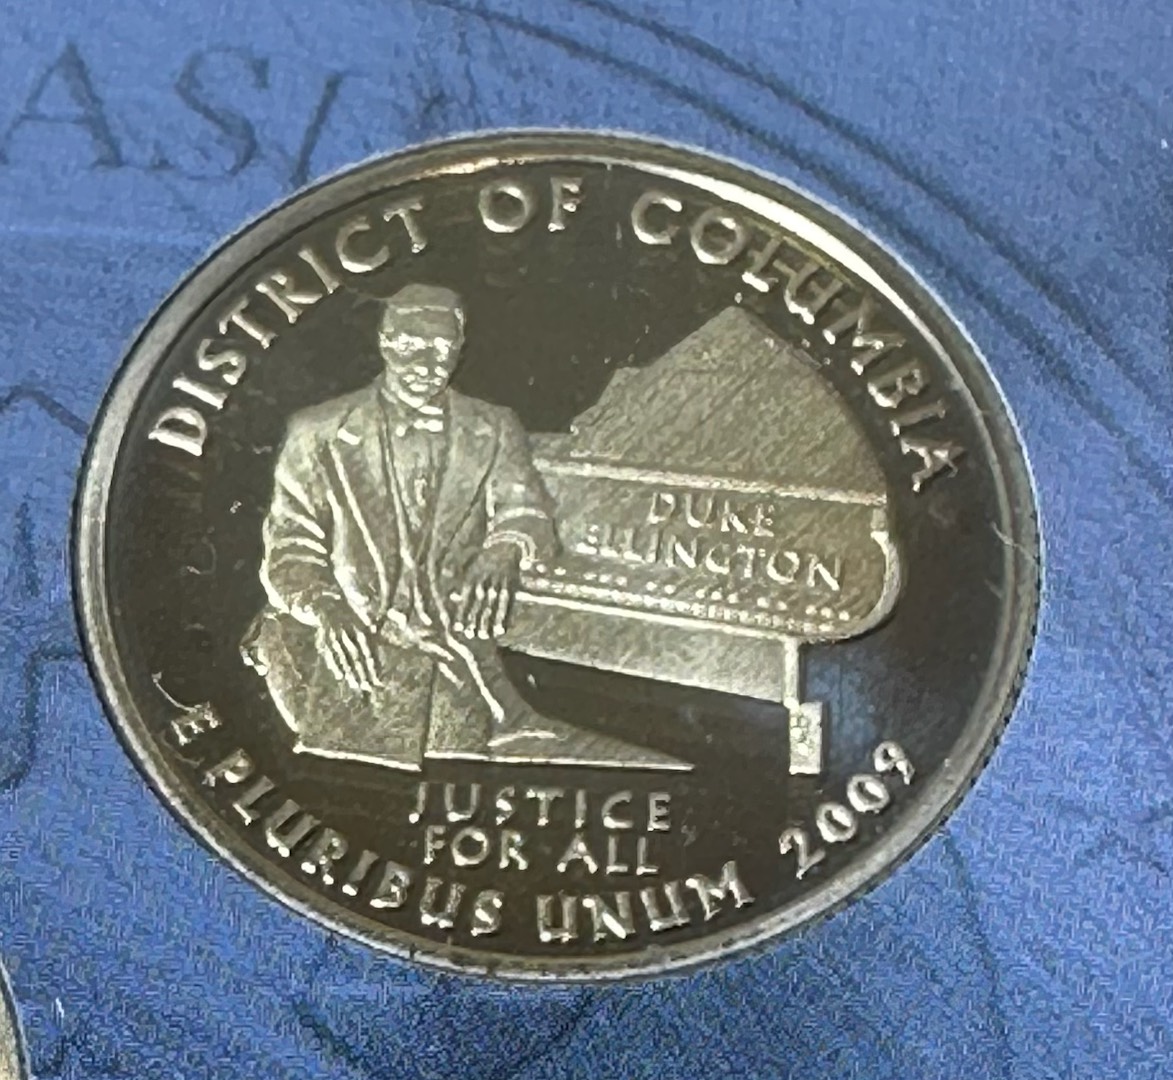 DISTRICT OF COLUMBIA
DUKE
ELLINGTON
JUSTICE
FOR ALL
E PLURIBUS UNUM 2009